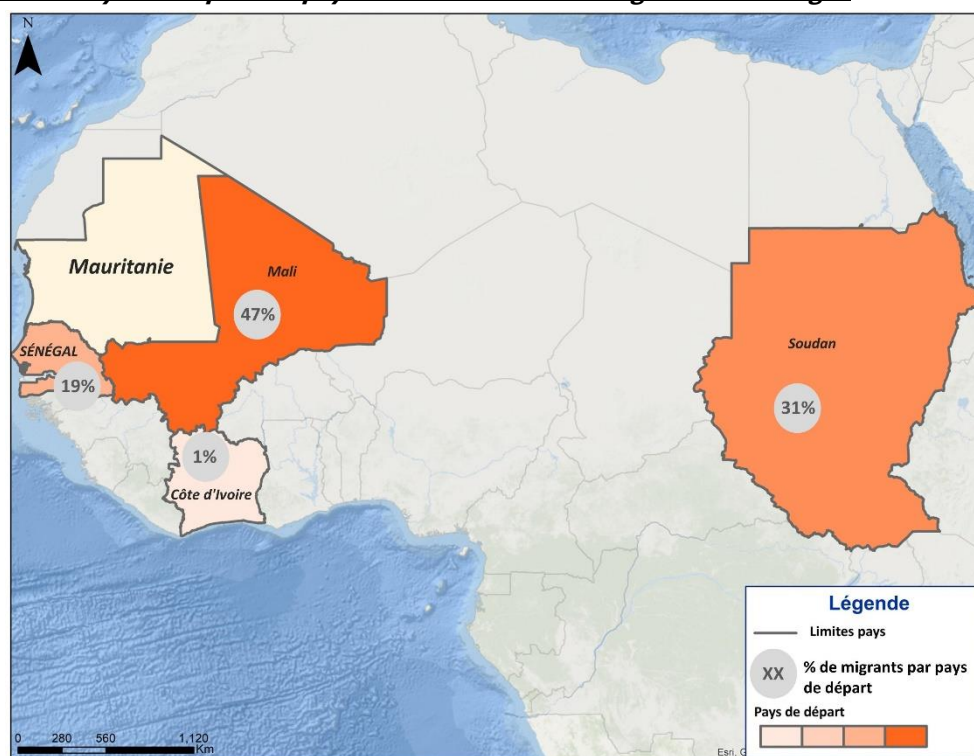 N
Mauritanie
Mali
47%
SÉNÉGAL
19%
1%
Côte d'Ivoire
Soudan
31%
Légende
Limites pays
XX
% de migrants par pays
de départ
Pays de départ
0 280 560 1,120
Km
Esri,